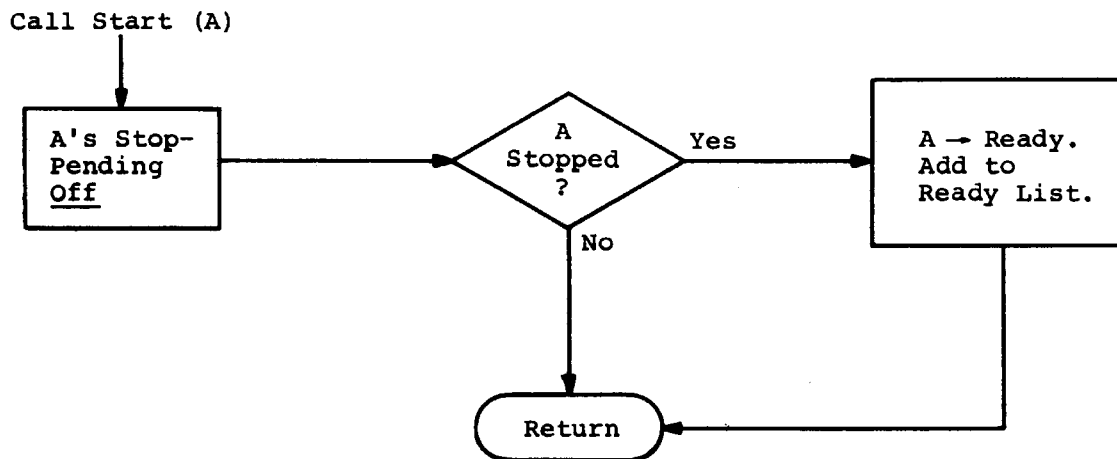 Call Start (A)
A's Stop-
Pending
Off
A
Stopped
?
Yes
No
A → Ready.
Add to
Ready List.
Return